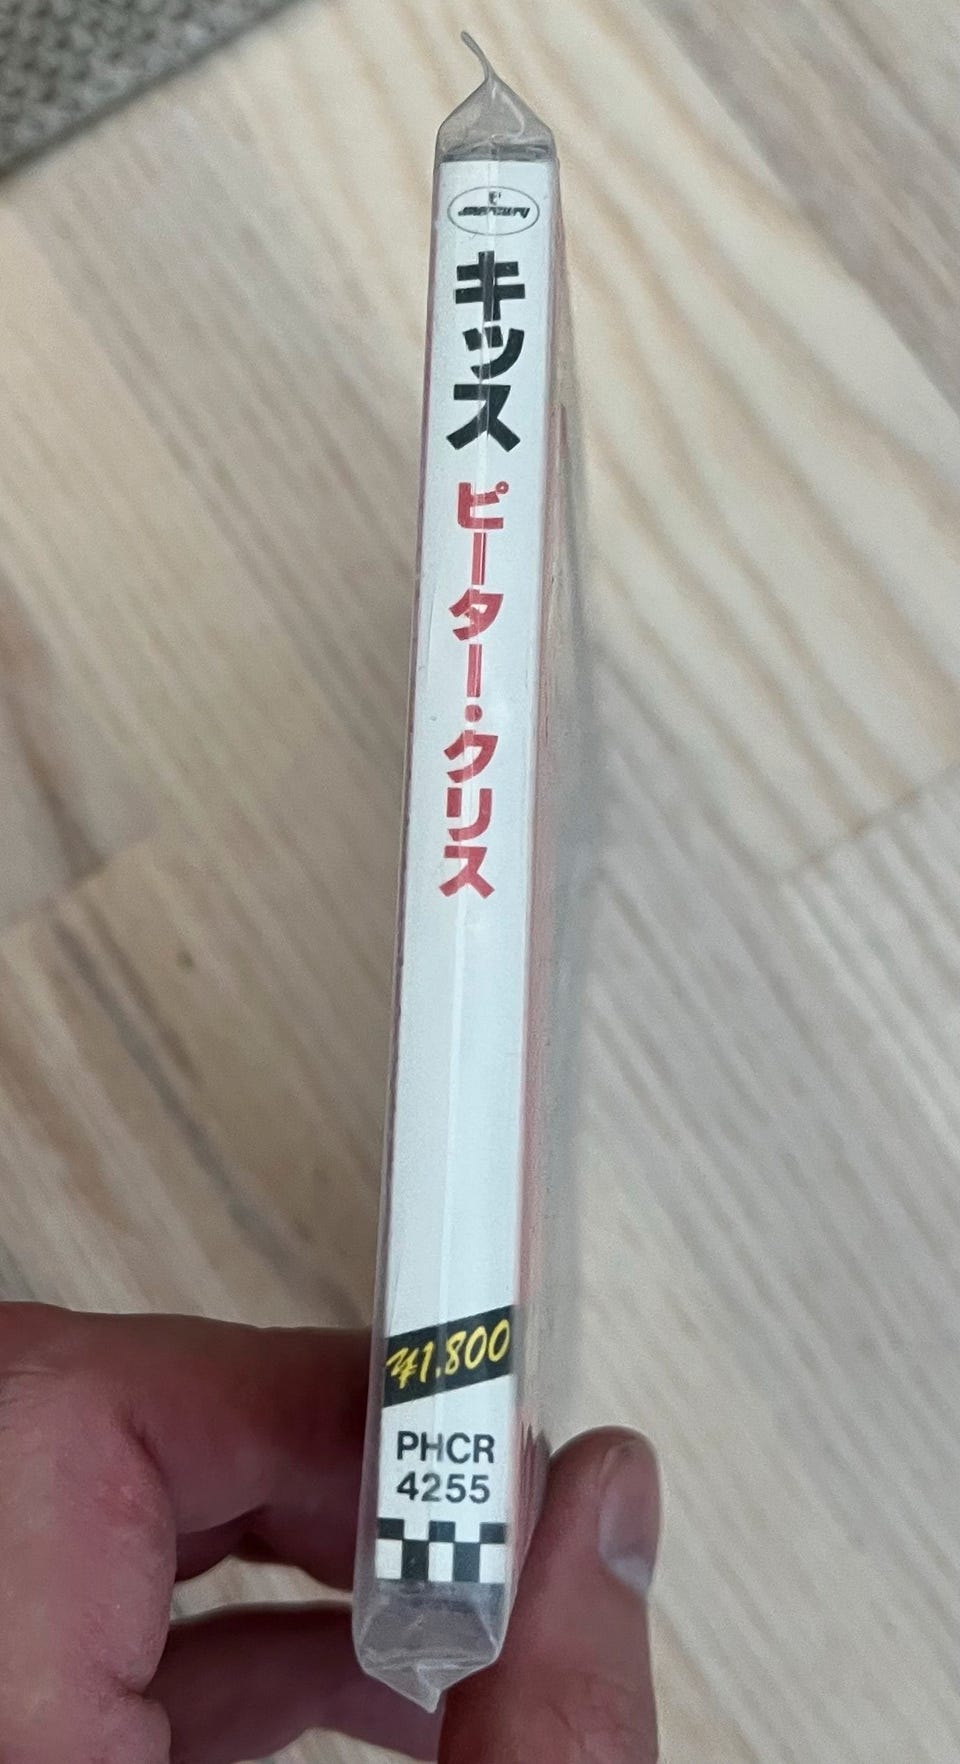 mercury
キッス
ピーター・クリス
¥1.800
PHCR
4255